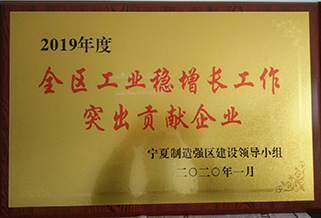 2019年度
全区工业稳增长工作
突出贡献企业
宁夏制造强区建设领导小组
二〇二〇年一月